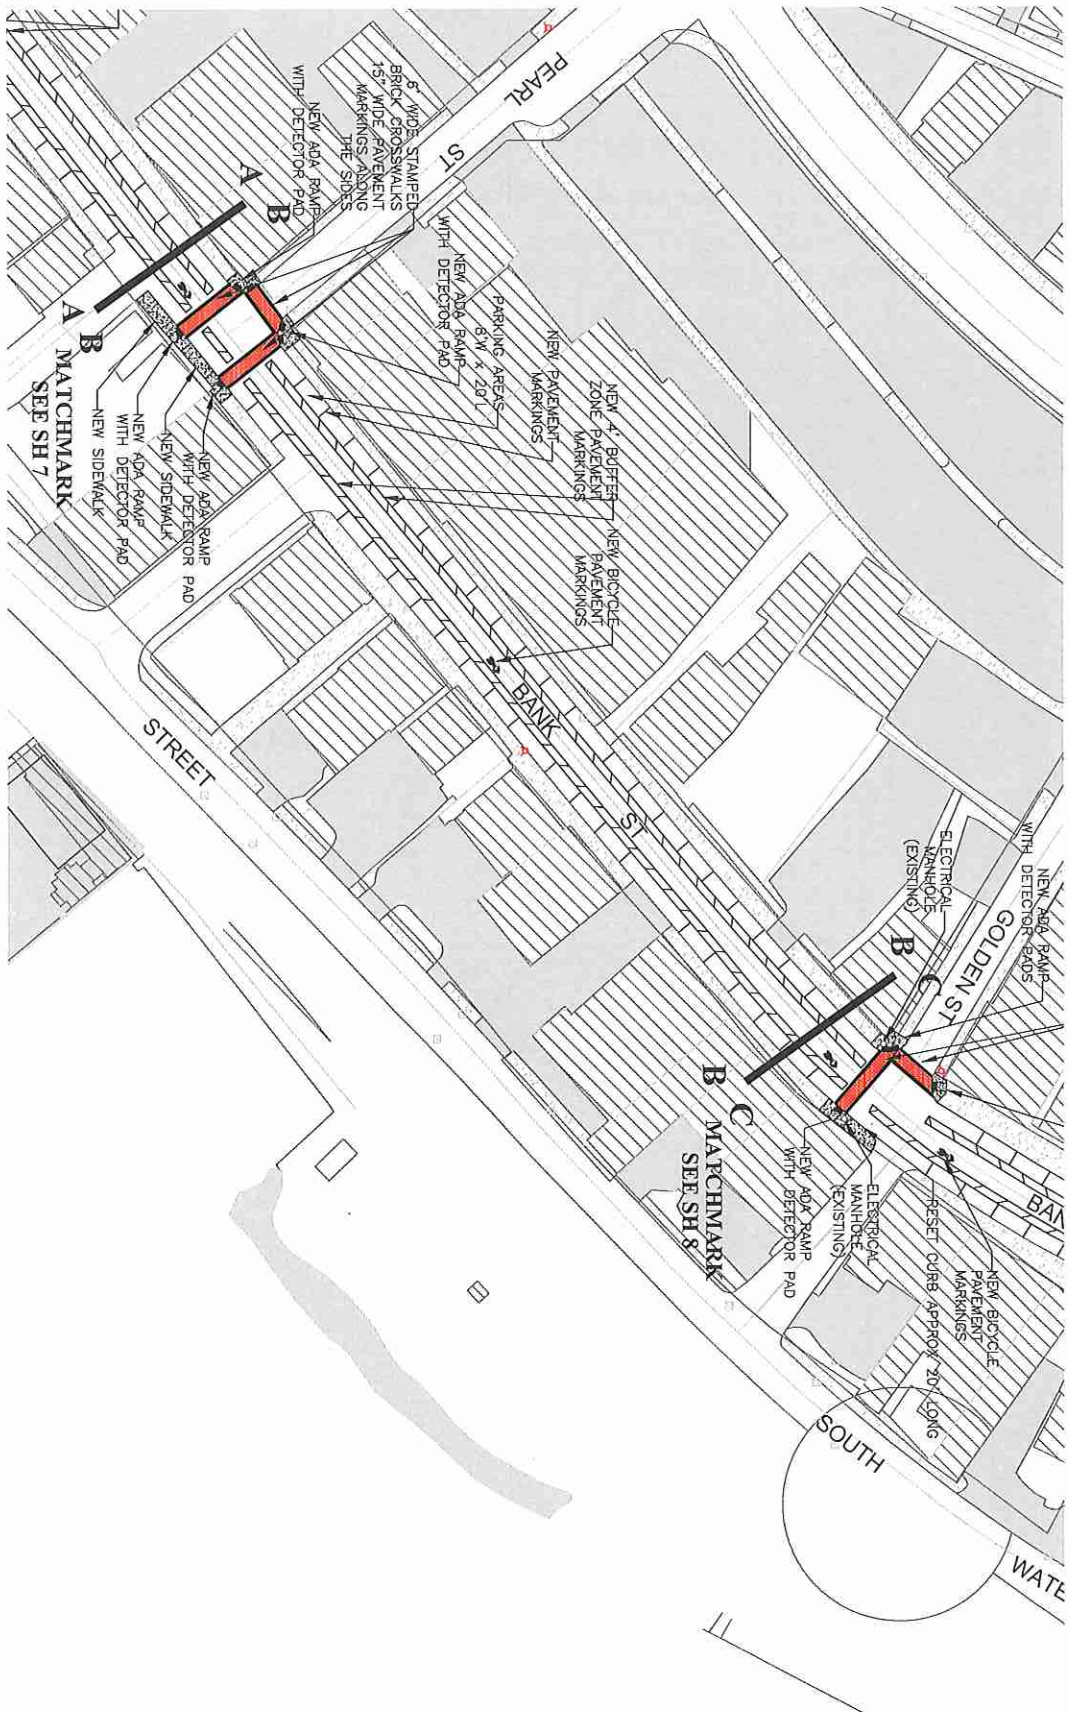 PEARL
ST
6' WIDE STAMPED
BRICK CROSSWALKS
15" WIDE PAVEMENT
MARKINGS ALONG
THE SIDES
NEW ADA RAMP
WITH DETECTOR PAD
A B
A B
MATCHMARK
SEE SH 7
NEW ADA RAMP
WITH DETECTOR PAD
PARKING AREAS
8'W x 20'L
NEW PAVEMENT
MARKINGS
NEW 4' BUFFER
ZONE PAVEMENT
MARKINGS
NEW BICYCLE
PAVEMENT
MARKINGS
NEW ADA RAMP
WITH DETECTOR PAD
NEW SIDEWALK
NEW ADA RAMP
WITH DETECTOR PAD
NEW SIDEWALK
BANK
ST
STREET
ELECTRICAL
MANHOLE
(EXISTING)
NEW ADA RAMP
WITH DETECTOR PADS
GOLDEN ST
B C
B C
MATCHMARK
SEE SH 8
NEW ADA RAMP
WITH DETECTOR PAD
ELECTRICAL
MANHOLE
(EXISTING)
RESET CURB APPROX 20' LONG
NEW BICYCLE
PAVEMENT
MARKINGS
BAN
SOUTH
WATE